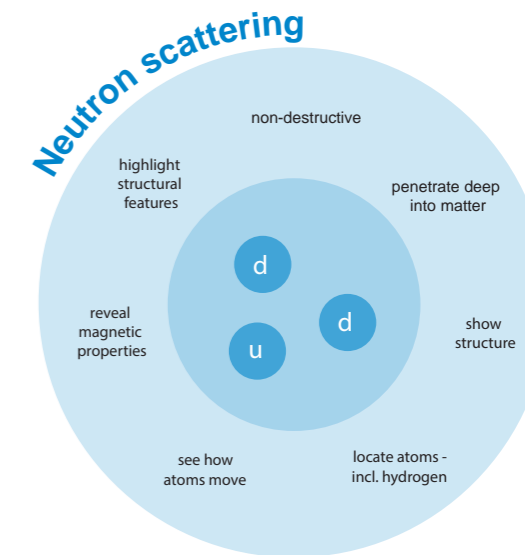 Neutron scattering
non-destructive
highlight
structural
features
penetrate deep
into matter
d
d
u
reveal
magnetic
properties
show
structure
see how
atoms move
locate atoms -
incl. hydrogen